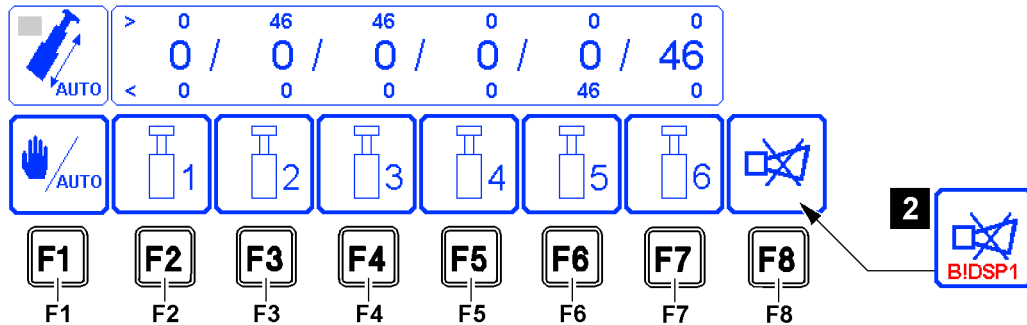 > 0 46 46 0 0 0
0 / 0 / 0 / 0 / 0 / 46
AUTO < 0 0 0 0 46 0
AUTO 1 2 3 4 5 6
2
BIDSP1
F1 F2 F3 F4 F5 F6 F7 F8
F1 F2 F3 F4 F5 F6 F7 F8